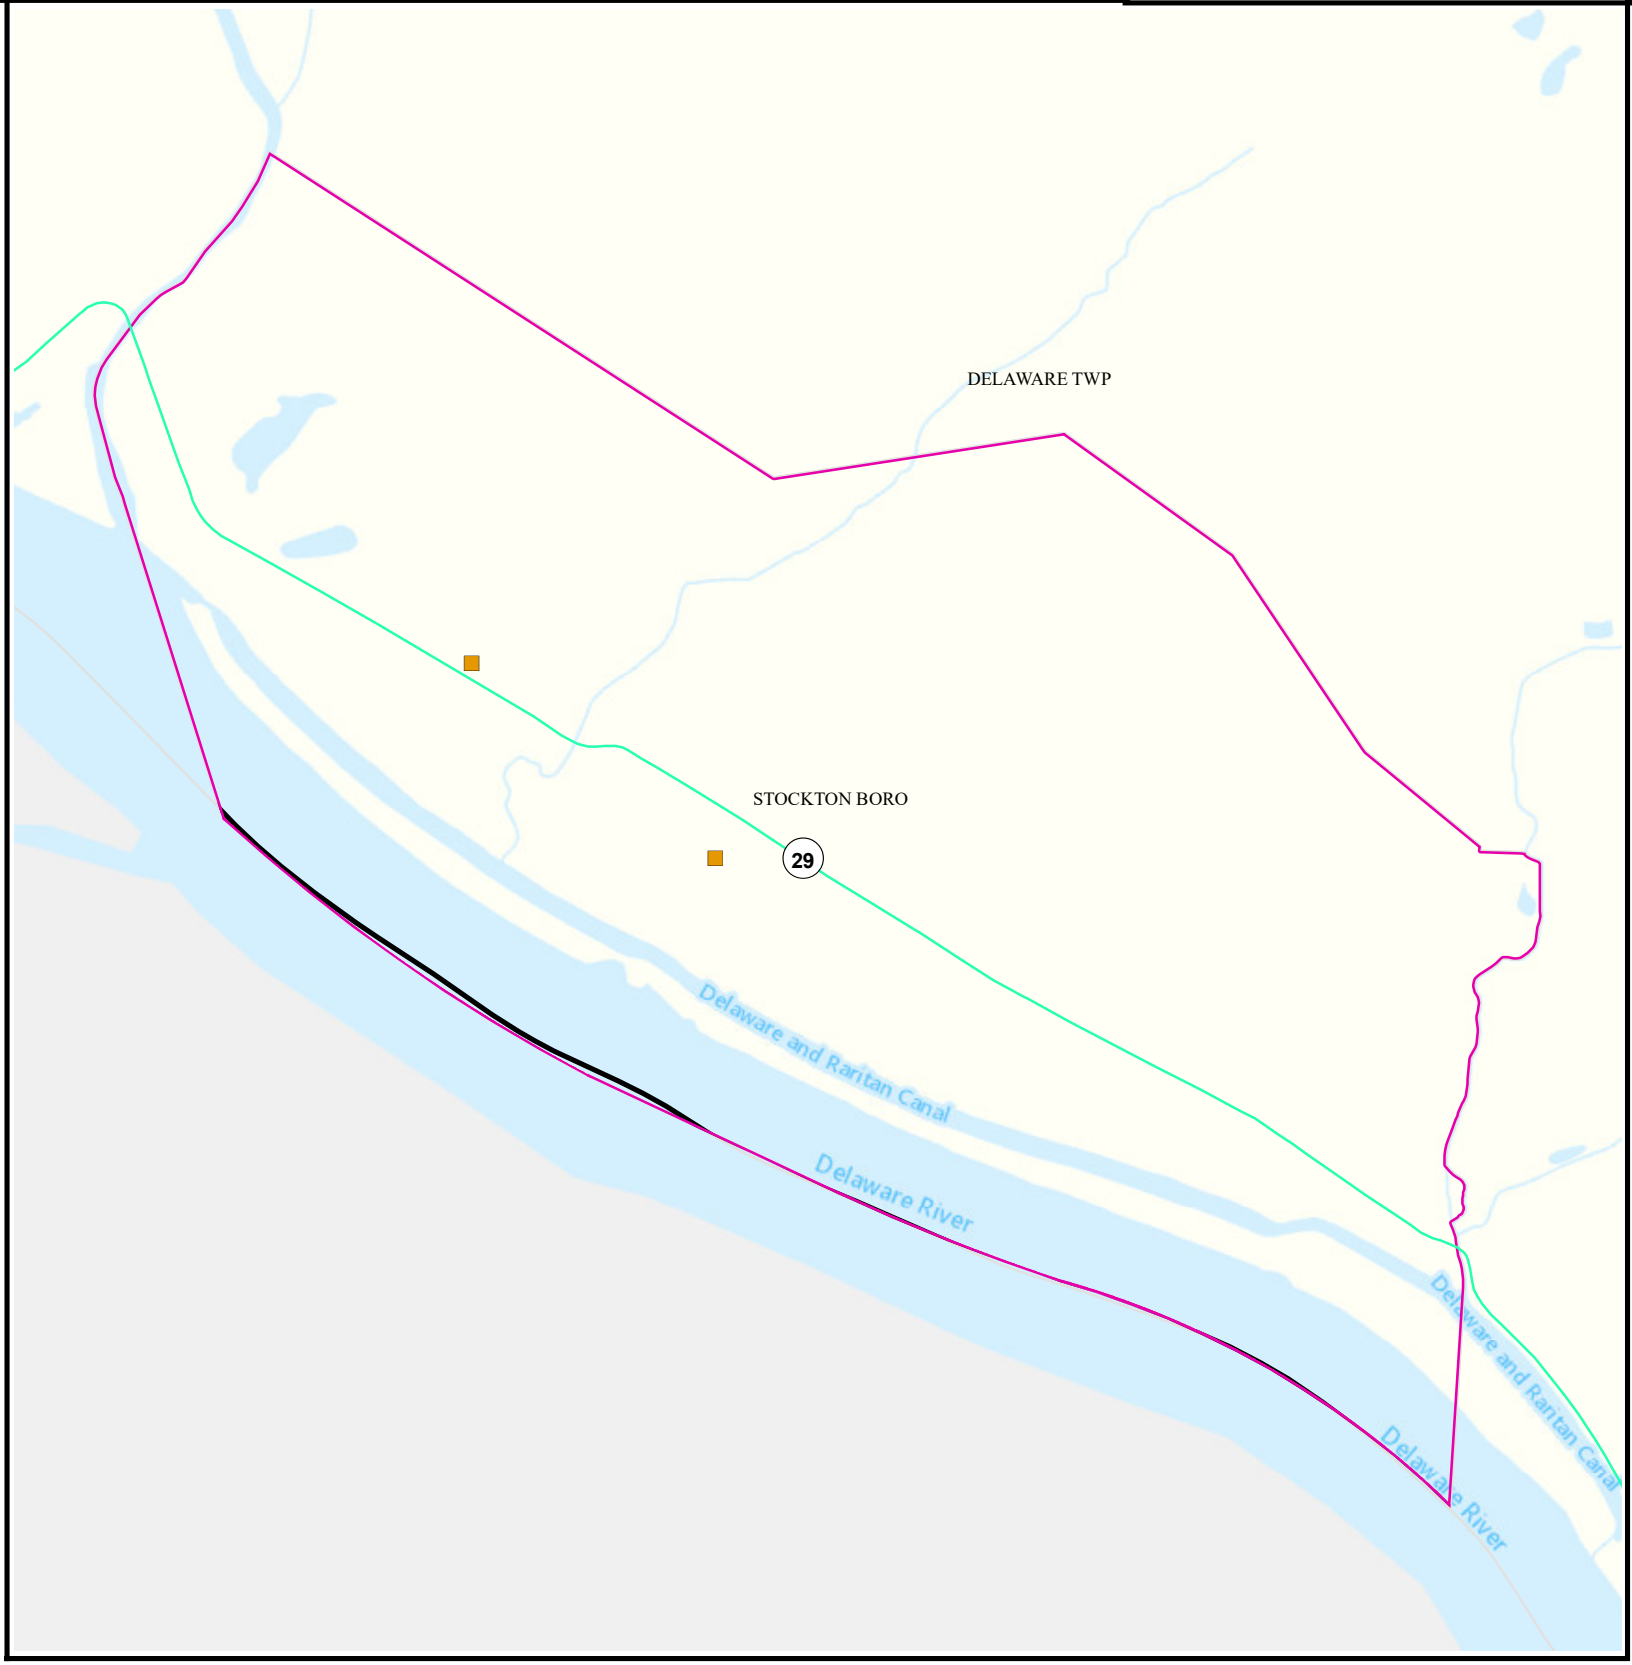 DELAWARE TWP
STOCKTON BORO
29
Delaware and Raritan Canal
Delaware River
Delaware and Raritan Canal
Delaware River